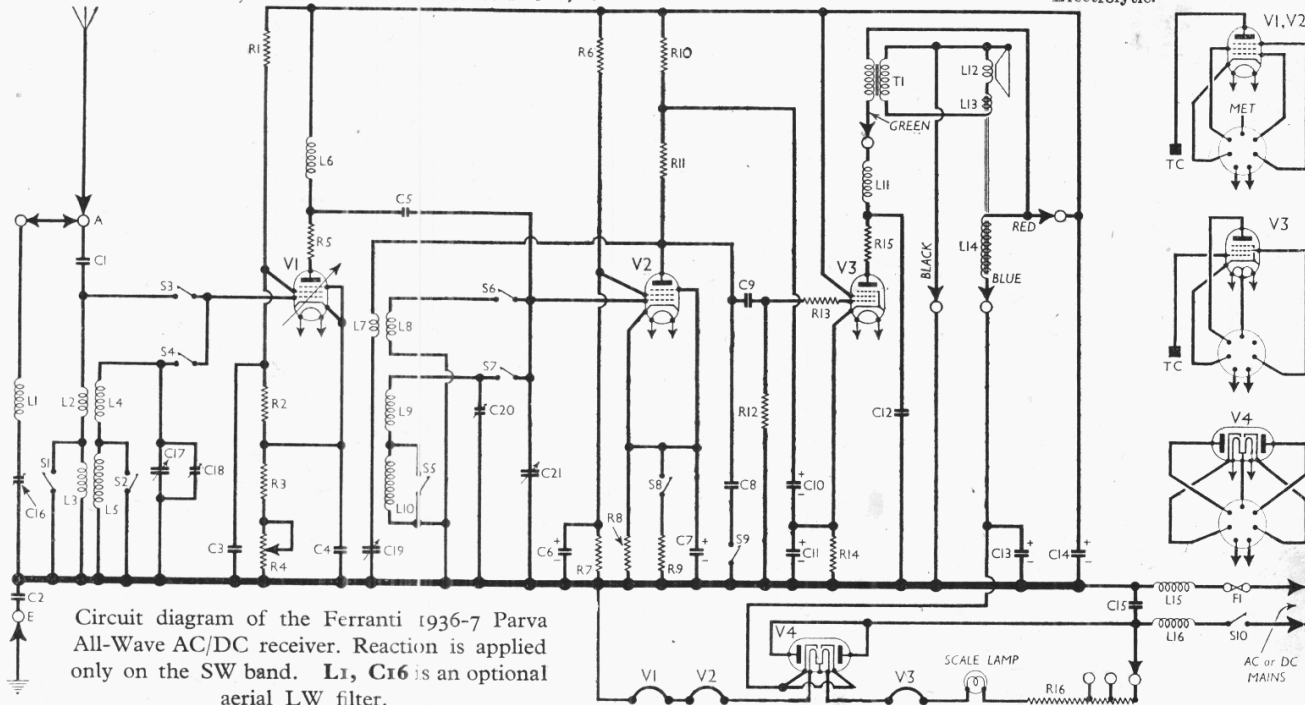 Electrolytic.
R1
R6
R10
T1
L12
L13
V1,V2
MET
TC
GREEN
L6
R11
L11
C5
A
R5
RED
V3
C1
V1
V2
C9
V3
R15
BLACK
L14
BLUE
S3
S6
R13
TC
L7
L8
S4
S7
L1
L2
L4
R2
L9
C20
R12
C12
V4
S1
C17
C18
S2
L3
L5
R3
S5
L10
C21
S8
C8
C10
C16
R8
C3
R4
C4
C19
C6
R7
R9
C7
S9
C11
R14
C13
C14
C2
E
C15
L15
F1
L16
S10
AC or DC
MAINS
V4
V1
V2
V3
SCALE LAMP
R16
Circuit diagram of the Ferranti 1936-7 Parva
All-Wave AC/DC receiver. Reaction is applied
only on the SW band. L1, C16 is an optional
aerial LW filter.